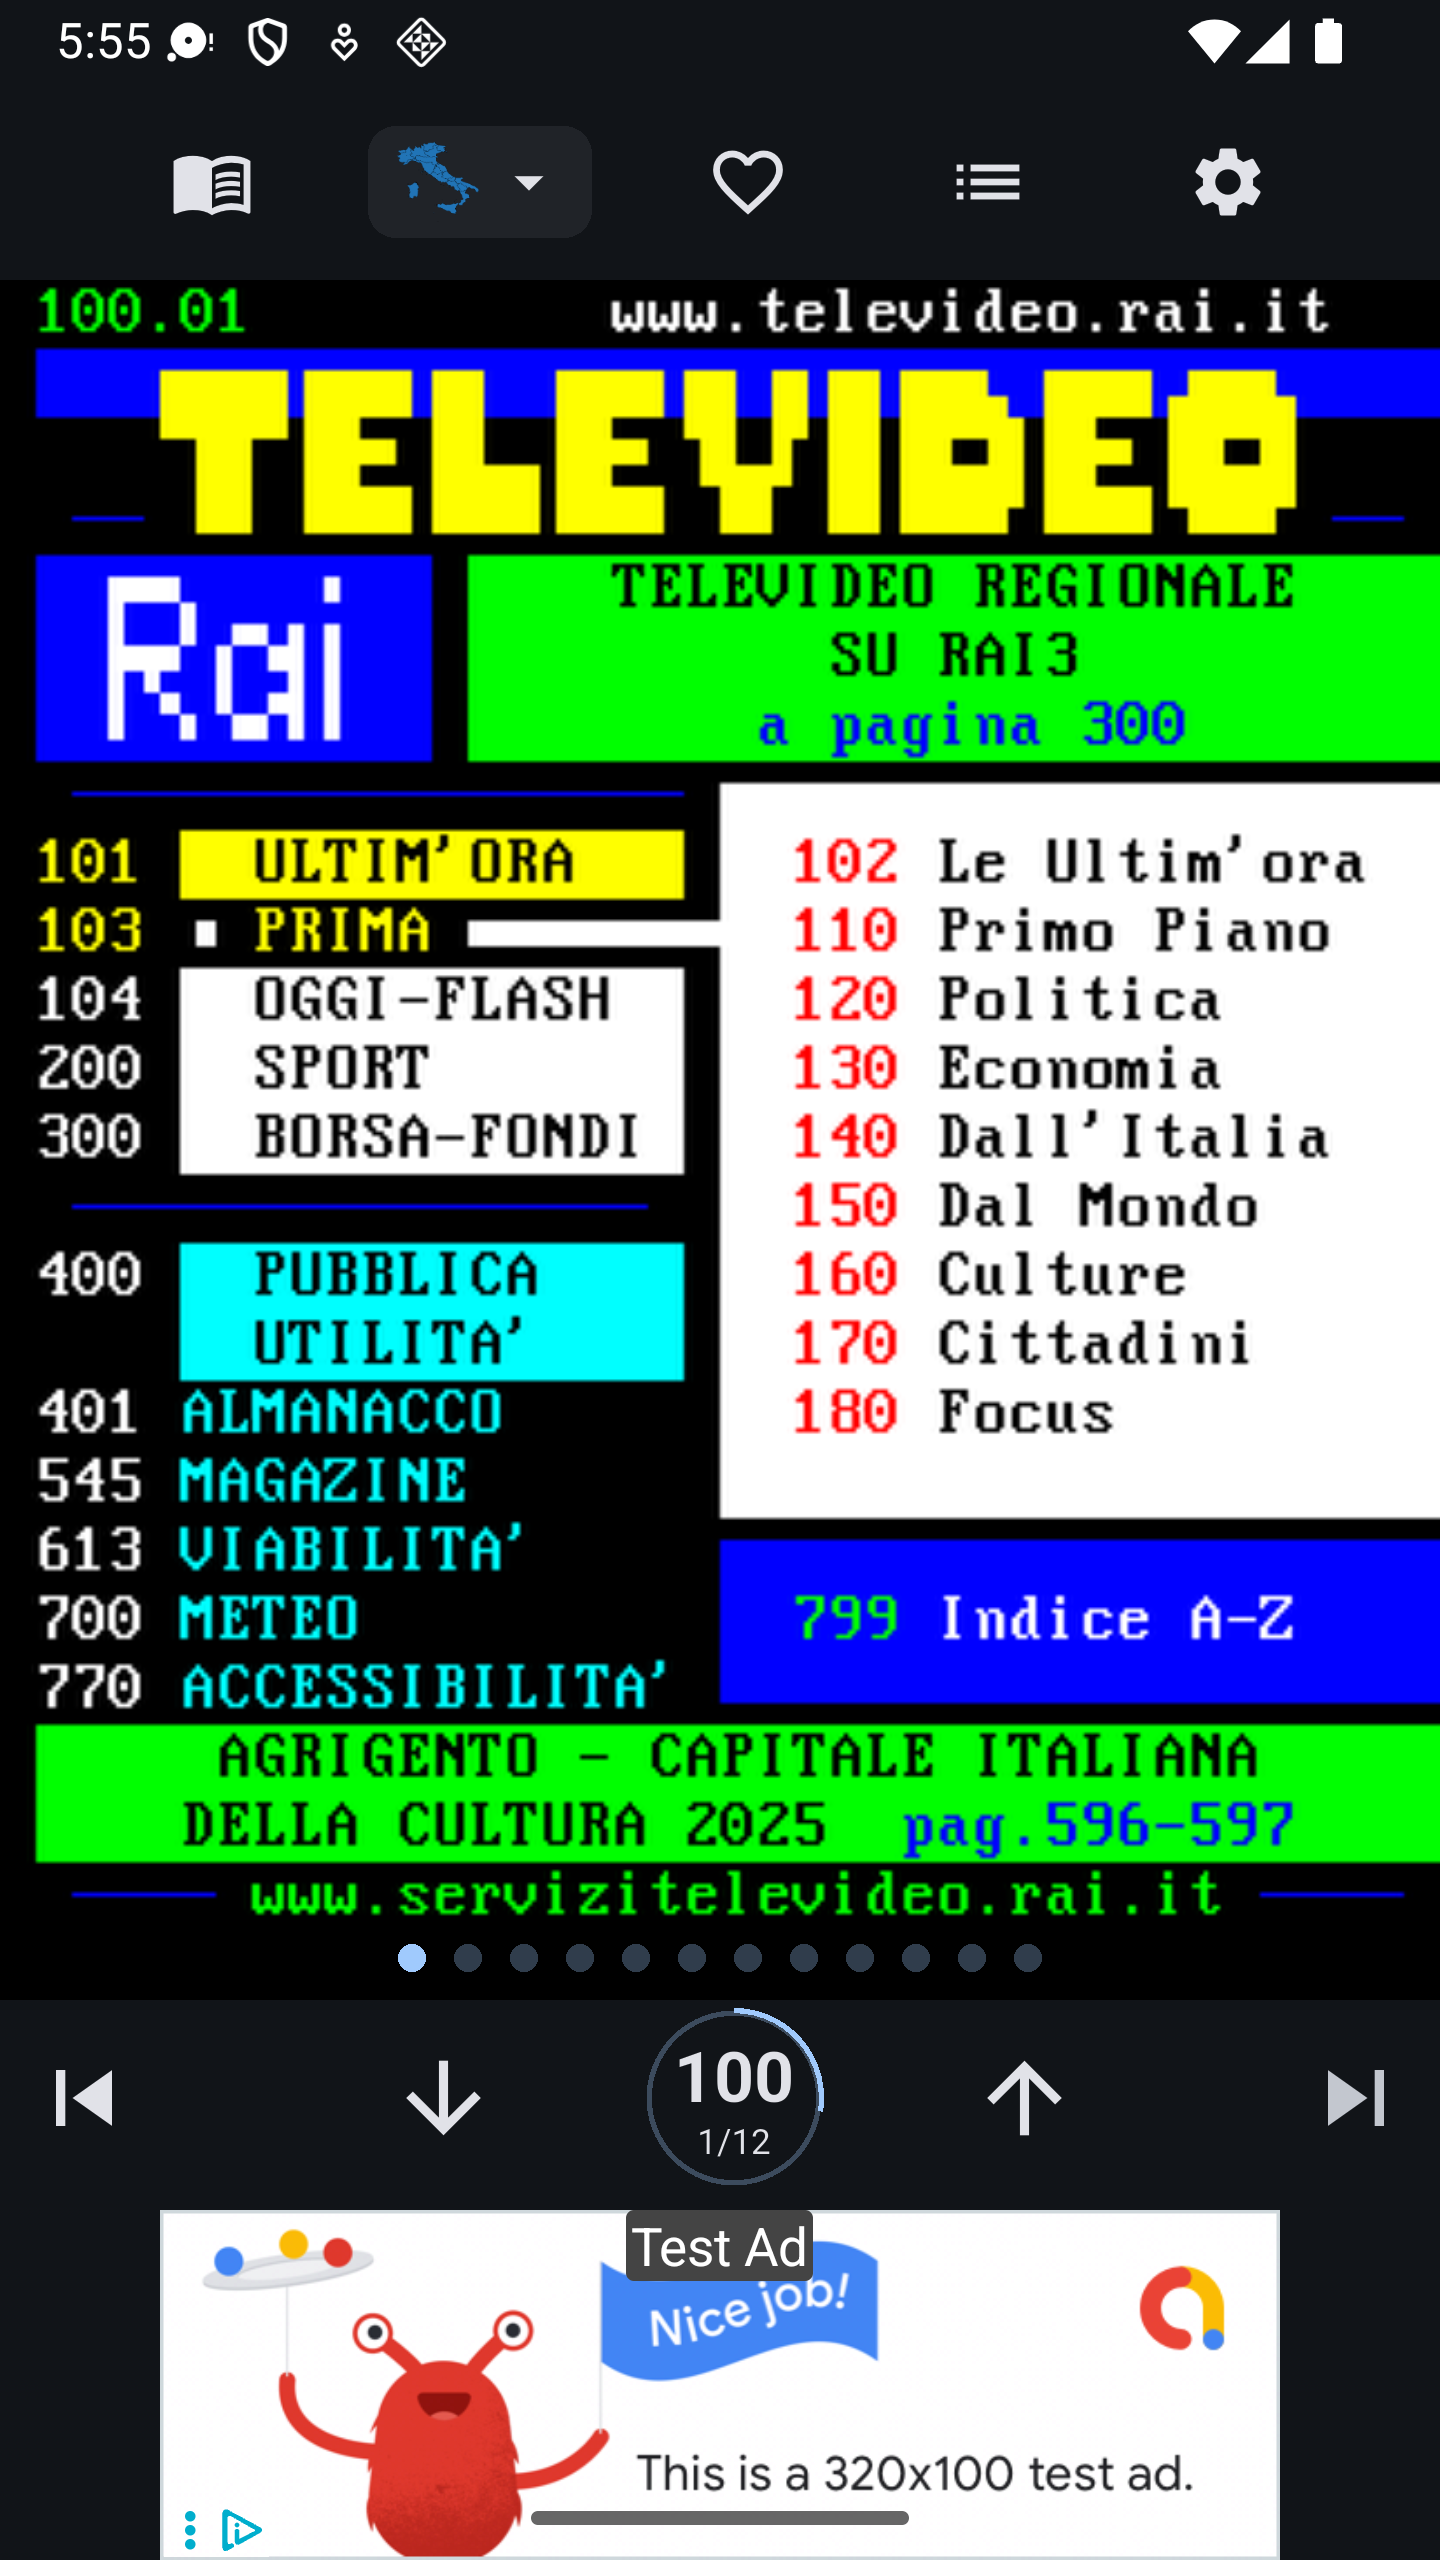 5:55
100.01 www.televideo.rai.it
TELEVIDEO
Rai
TELEVIDEO REGIONALE
SU RAI3
a pagina 300
101 ULTIM'ORA
103 PRIMA
104 OGGI-FLASH
200 SPORT
300 BORSA-FONDI
400 PUBBLICA
UTILITA'
401 ALMANACCO
545 MAGAZINE
613 VIABILITA'
700 METEO
770 ACCESSIBILITA'
102 Le Ultim'ora
110 Primo Piano
120 Politica
130 Economia
140 Dall'Italia
150 Dal Mondo
160 Culture
170 Cittadini
180 Focus
799 Indice A-Z
AGRIGENTO - CAPITALE ITALIANA
DELLA CULTURA 2025 pag.596-597
www.servizitelevideo.rai.it
100
1/12
Test Ad
Nice job!
This is a 320x100 test ad.